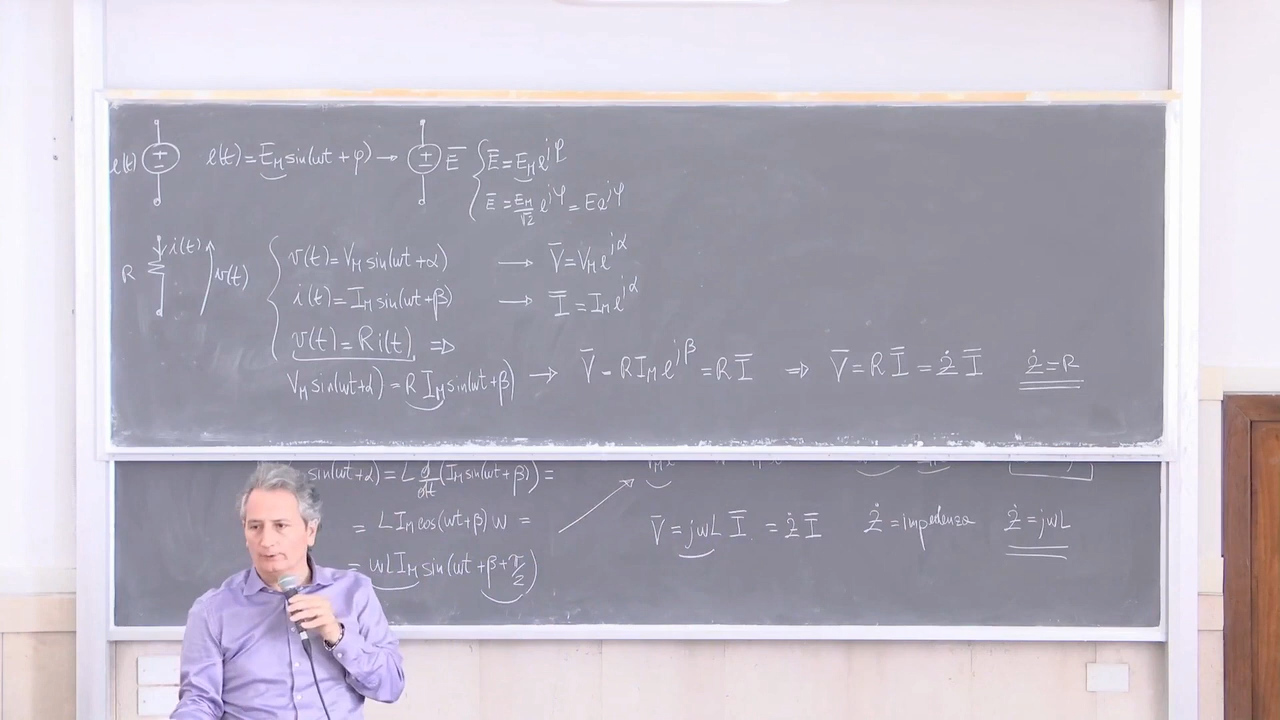 e(t) e(t) = E_M sin(ωt + φ) → Ē { Ē = E_M e^{jφ}
Ē = E_M/√2 e^{jφ} = E e^{jφ}
R i(t) v(t)
{ v(t) = V_M sin(ωt + α) → V̄ = V_M e^{jα}
i(t) = I_M sin(ωt + β) → Ī = I_M e^{jα}
v(t) = R i(t) ⇒
V_M sin(ωt + α) = R I_M sin(ωt + β) → V̄ = R I_M e^{jβ} = R Ī ⇒ V̄ = R Ī = Ż Ī Ż = R
sin(ωt + α) = L d/dt (I_M sin(ωt + β)) =
= L I_M cos(ωt + β) ω =
V̄ = jωL Ī = Ż Ī Ż = impedenza Ż = jωL
= ωL I_M sin(ωt + β + π/2)